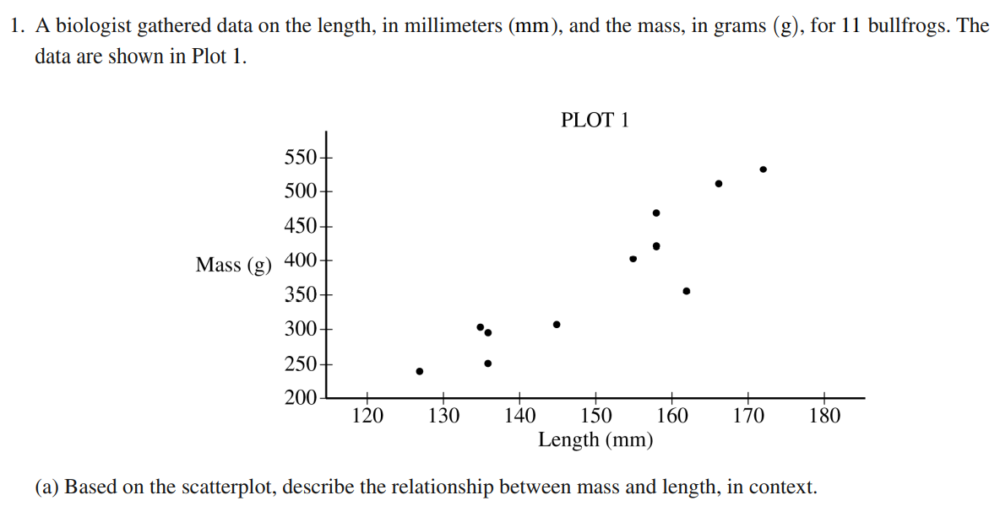 1. A biologist gathered data on the length, in millimeters (mm), and the mass, in grams (g), for 11 bullfrogs. The
data are shown in Plot 1.
PLOT 1
550
500
450
Mass (g) 400
350
300
250
200
120 130 140 150 160 170 180
Length (mm)
(a) Based on the scatterplot, describe the relationship between mass and length, in context.